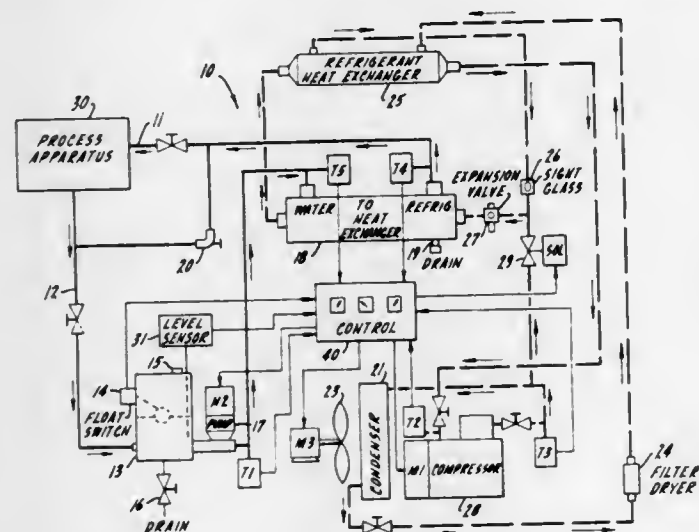 REFRIGERANT
HEAT EXCHANGER
25
10
30
11
PROCESS
APPARATUS
T5
T4
26
SIGHT
GLASS
EXPANSION
VALVE
WATER
TO
HEAT
EXCHANGER
REFRIG
27
18
19
DRAIN
20
29
SOL
12
31
LEVEL
SENSOR
CONTROL
40
15
14
FLOAT
SWITCH
13
M2
PUMP
17
T1
M3
23
21
CONDENSER
T2
M1
COMPRESSOR
28
T3
24
FILTER
DRYER
16
DRAIN